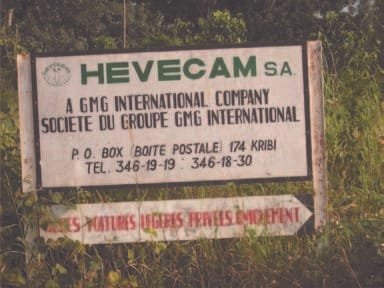 HEVECAM S.A.
A GMG INTERNATIONAL COMPANY
SOCIETE DU GROUPE GMG INTERNATIONAL
P.O. BOX (BOITE POSTALE) 174 KRIBI
TEL. 346-19-19 : 346-18-30
VOITURES LEGERES PRIVEES UNIQUEMENT